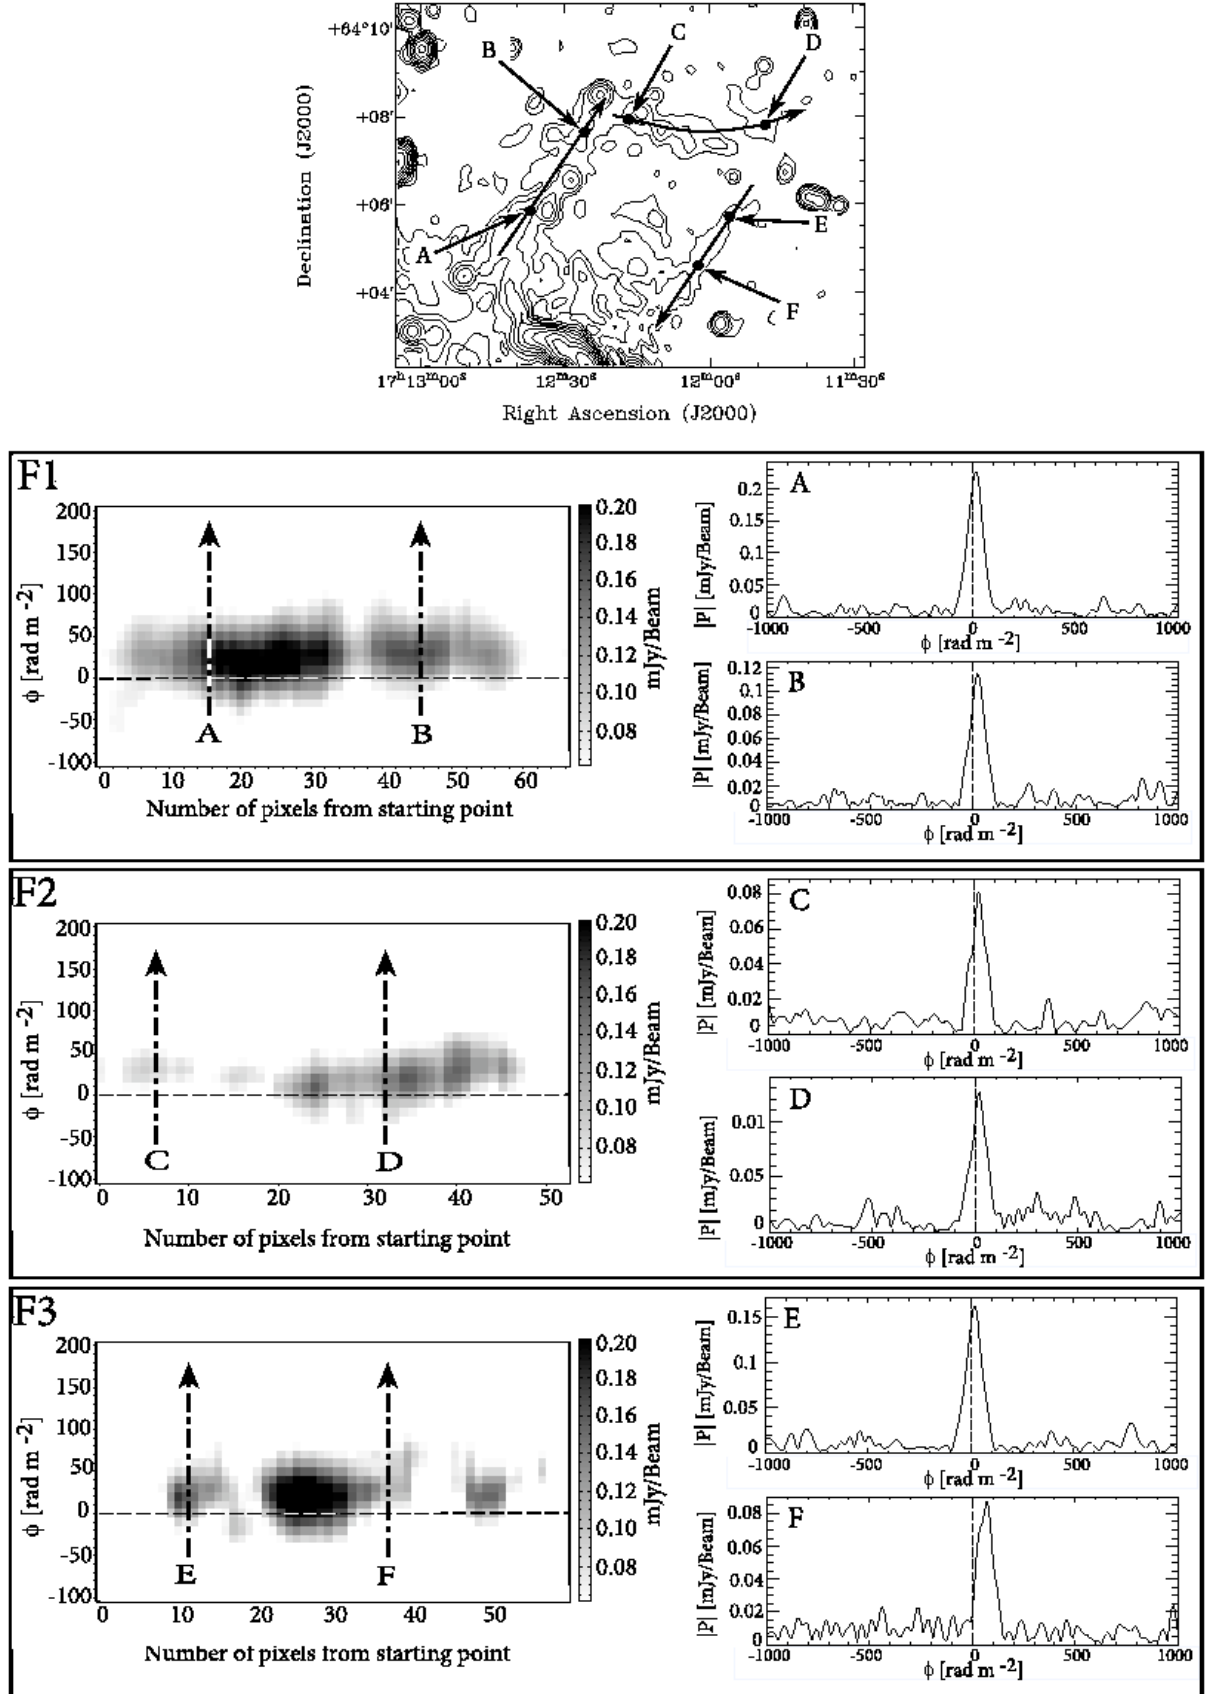 +64°10'
+08'
+06'
+04'
Declination (J2000)
B
C
D
A
E
F
17h13m00s 12m30s 12m00s 11m30s
Right Ascension (J2000)
F1
200
150
100
50
0
-50
-100
ϕ [rad m -2]
A B
0 10 20 30 40 50 60
Number of pixels from starting point
0.20
0.18
0.16
0.14
0.12
0.10
0.08
mJy/Beam
A
0.2
0.15
0.1
0.05
0
|P| [mJy/Beam]
-1000 -500 0 500 1000
ϕ [rad m -2]
B
0.12
0.1
0.08
0.06
0.04
0.02
0
|P| [mJy/Beam]
-1000 -500 0 500 1000
ϕ [rad m -2]
F2
200
150
100
50
0
-50
-100
ϕ [rad m -2]
C D
0 10 20 30 40 50
Number of pixels from starting point
0.20
0.18
0.16
0.14
0.12
0.10
0.08
mJy/Beam
C
0.08
0.06
0.04
0.02
0
|P| [mJy/Beam]
-1000 -500 0 500 1000
ϕ [rad m -2]
D
0.01
0.05
0
|P| [mJy/Beam]
-1000 -500 0 500 1000
ϕ [rad m -2]
F3
200
150
100
50
0
-50
-100
ϕ [rad m -2]
E F
0 10 20 30 40 50
Number of pixels from starting point
0.20
0.18
0.16
0.14
0.12
0.10
0.08
mJy/Beam
E
0.15
0.1
0.05
0
|P| [mJy/Beam]
-1000 -500 0 500 1000
ϕ [rad m -2]
F
0.08
0.06
0.04
0.02
0
|P| [mJy/Beam]
-1000 -500 0 500 1000
ϕ [rad m -2]